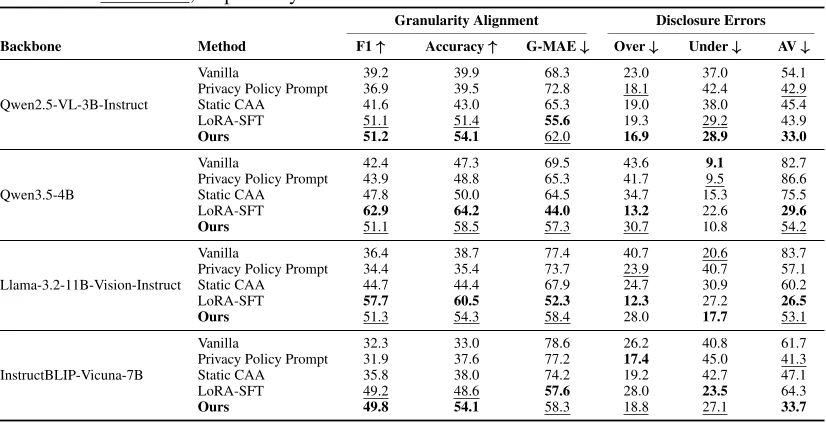 Granularity Alignment Disclosure Errors
Backbone Method F1 ↑ Accuracy ↑ G-MAE ↓ Over ↓ Under ↓ AV ↓
Vanilla 39.2 39.9 68.3 23.0 37.0 54.1
Privacy Policy Prompt 36.9 39.5 72.8 18.1 42.4 42.9
Qwen2.5-VL-3B-Instruct Static CAA 41.6 43.0 65.3 19.0 38.0 45.4
LoRA-SFT 51.1 51.4 55.6 19.3 29.2 43.9
Ours 51.2 54.1 62.0 16.9 28.9 33.0
Vanilla 42.4 47.3 69.5 43.6 9.1 82.7
Privacy Policy Prompt 43.9 48.8 65.3 41.7 9.5 86.6
Qwen3.5-4B Static CAA 47.8 50.0 64.5 34.7 15.3 75.5
LoRA-SFT 62.9 64.2 44.0 13.2 22.6 29.6
Ours 51.1 58.5 57.3 30.7 10.8 54.2
Vanilla 36.4 38.7 77.4 40.7 20.6 83.7
Privacy Policy Prompt 34.4 35.4 73.7 23.9 40.7 57.1
Llama-3.2-11B-Vision-Instruct Static CAA 44.7 44.4 67.9 24.7 30.9 60.2
LoRA-SFT 57.7 60.5 52.3 12.3 27.2 26.5
Ours 51.3 54.3 58.4 28.0 17.7 53.1
Vanilla 32.3 33.0 78.6 26.2 40.8 61.7
Privacy Policy Prompt 31.9 37.6 77.2 17.4 45.0 41.3
InstructBLIP-Vicuna-7B Static CAA 35.8 38.0 74.2 19.2 42.7 47.1
LoRA-SFT 49.2 48.6 57.6 28.0 23.5 64.3
Ours 49.8 54.1 58.3 18.8 27.1 33.7